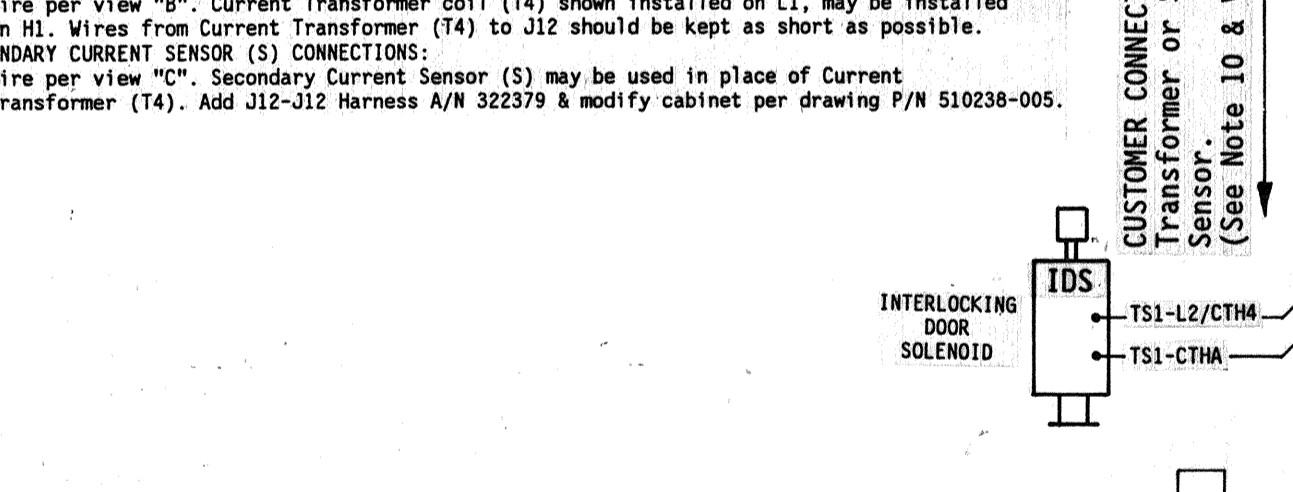 ire per view "B". Current Transformer coil (T4) shown installed on L1, may be installed
n H1. Wires from Current Transformer (T4) to J12 should be kept as short as possible.
NDARY CURRENT SENSOR (S) CONNECTIONS:
ire per view "C". Secondary Current Sensor (S) may be used in place of Current
ransformer (T4). Add J12-J12 Harness A/N 322379 & modify cabinet per drawing P/N 510238-005.
CUSTOMER CONNECT
Transformer or
Sensor.
(See Note 10 &
IDS
INTERLOCKING
DOOR
SOLENOID
TS1-L2/CTH4
TS1-CTHA